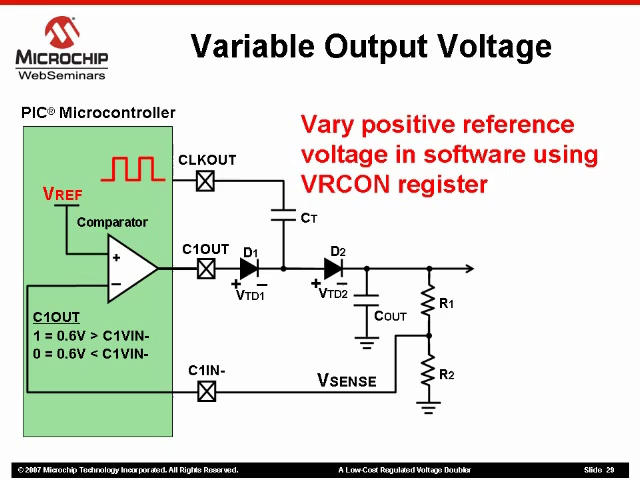 MICROCHIP
WebSeminars
Variable Output Voltage
PIC® Microcontroller
Vary positive reference
voltage in software using
VRCON register
CLKOUT
VREF
CT
Comparator
C1OUT
D1
D2
+
−
+ −
VTD1
+ −
VTD2
COUT
R1
C1OUT
1 = 0.6V > C1VIN-
0 = 0.6V < C1VIN-
C1IN-
VSENSE
R2
© 2007 Microchip Technology Incorporated. All Rights Reserved.
A Low-Cost Regulated Voltage Doubler
Slide 20